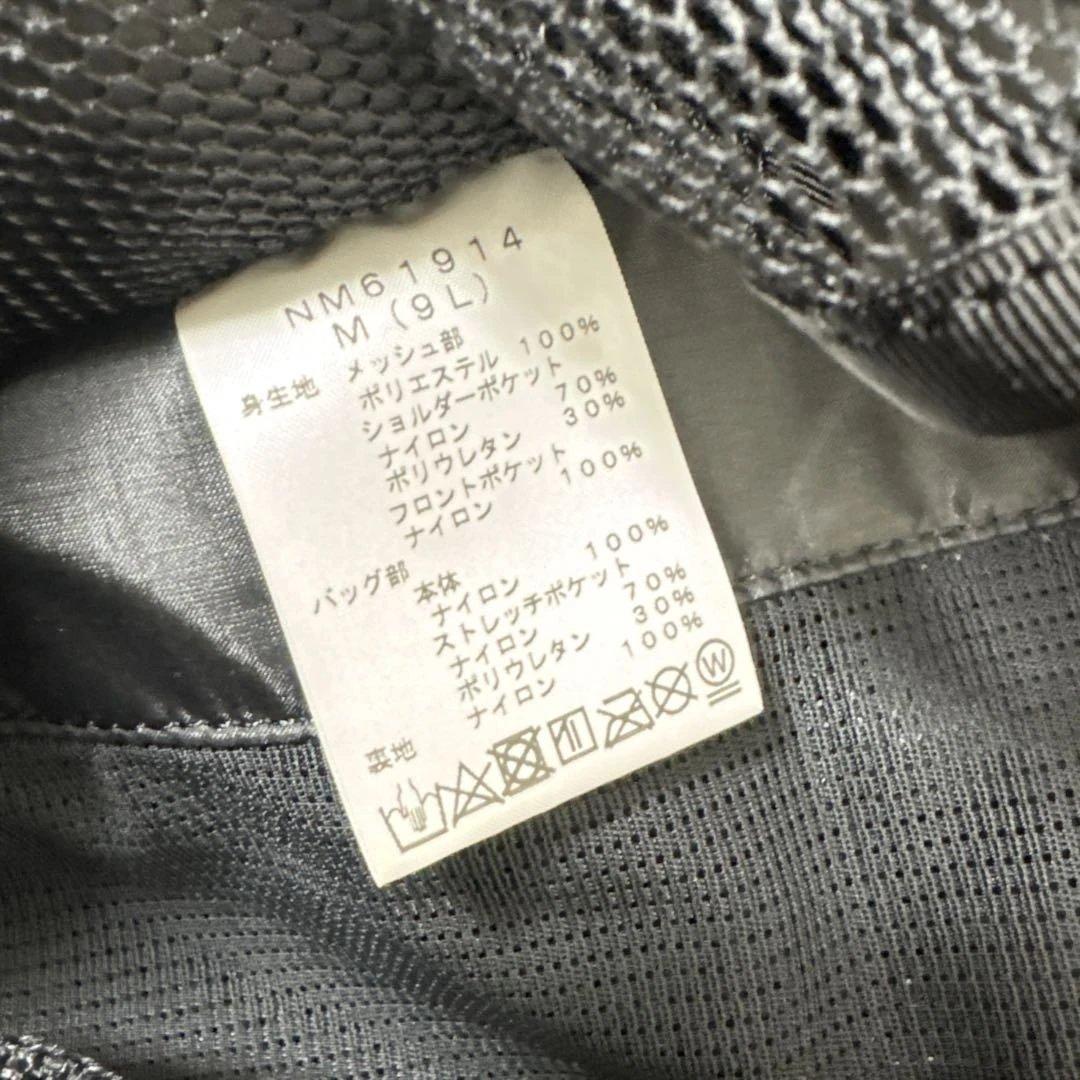 NM61914
M(9L)
身生地 メッシュ部
ポリエステル 100%
ショルダーポケット
ナイロン 70%
ポリウレタン 30%
フロントポケット
ナイロン 100%
バッグ部 本体
ナイロン 100%
ストレッチポケット
ナイロン 70%
ポリウレタン 30%
裏地 ナイロン 100%
W